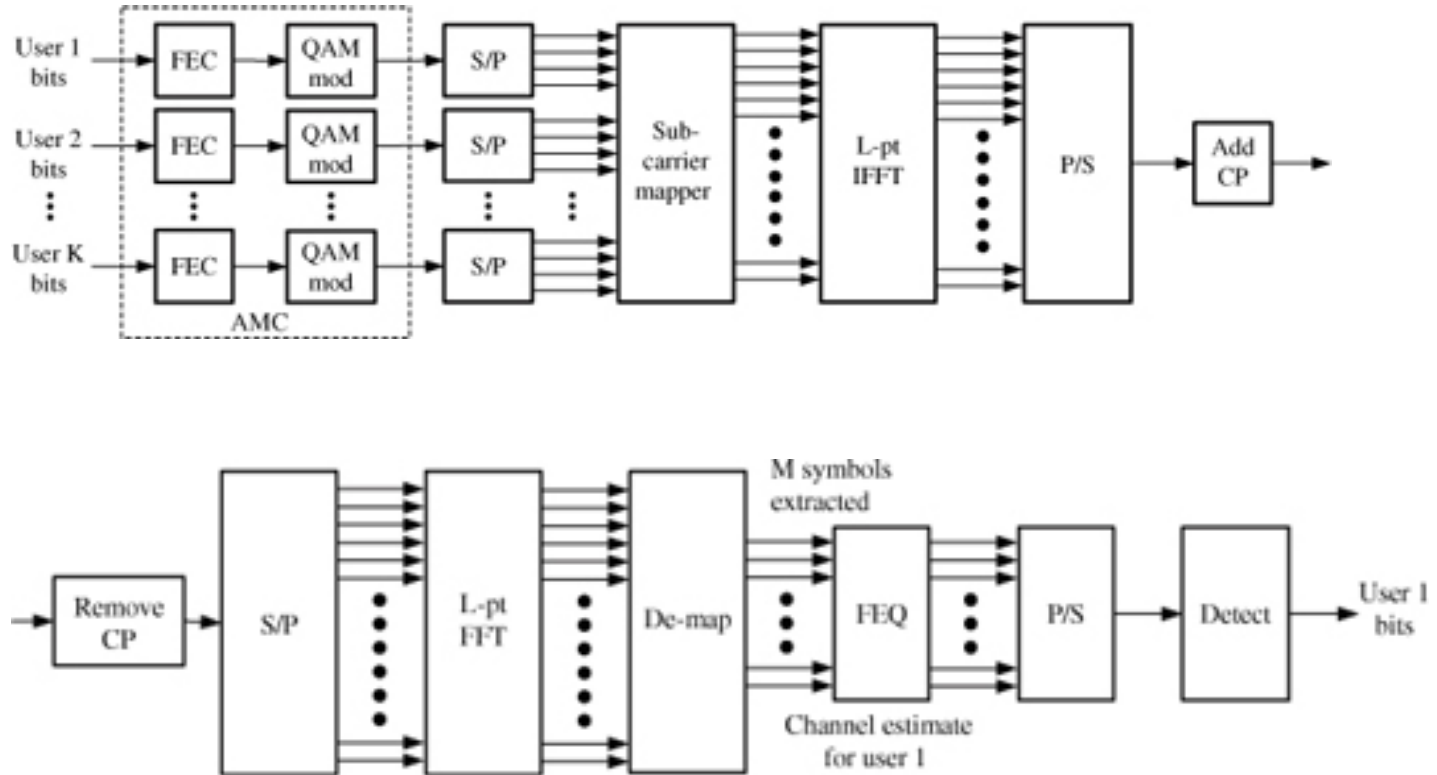 User 1
bits
FEC
QAM
mod
S/P
User 2
bits
FEC
QAM
mod
S/P
User K
bits
FEC
QAM
mod
S/P
AMC
Sub-
carrier
mapper
L-pt
IFFT
P/S
Add
CP
Remove
CP
S/P
L-pt
FFT
De-map
M symbols
extracted
FEQ
Channel estimate
for user 1
P/S
Detect
User 1
bits